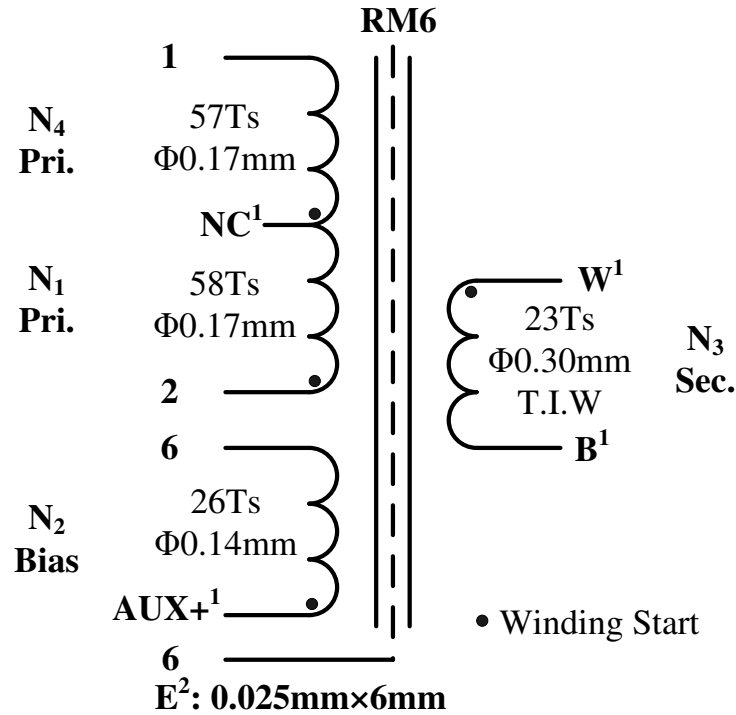 RM6
1
N₄
Pri.
57Ts
Φ0.17mm
NC¹
N₁
Pri.
58Ts
Φ0.17mm
2
W¹
23Ts
Φ0.30mm
T.I.W
N₃
Sec.
B¹
6
N₂
Bias
26Ts
Φ0.14mm
AUX+¹
• Winding Start
6
E²: 0.025mm×6mm